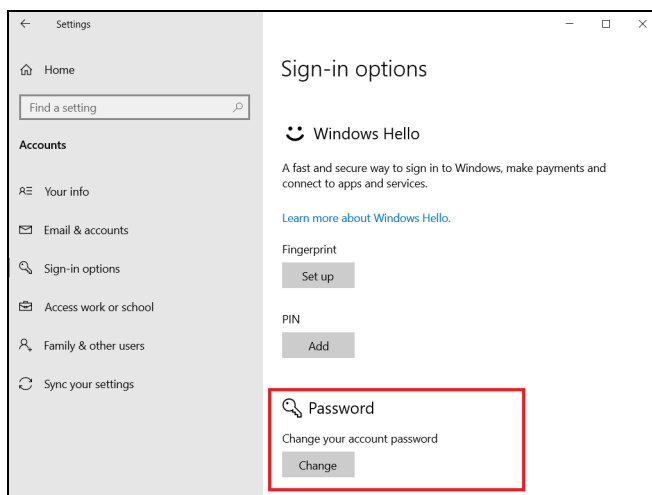 Settings
Home
Find a setting
Accounts
Your info
Email & accounts
Sign-in options
Access work or school
Family & other users
Sync your settings
Sign-in options
Windows Hello
A fast and secure way to sign in to Windows, make payments and
connect to apps and services.
Learn more about Windows Hello.
Fingerprint
Set up
PIN
Add
Password
Change your account password
Change